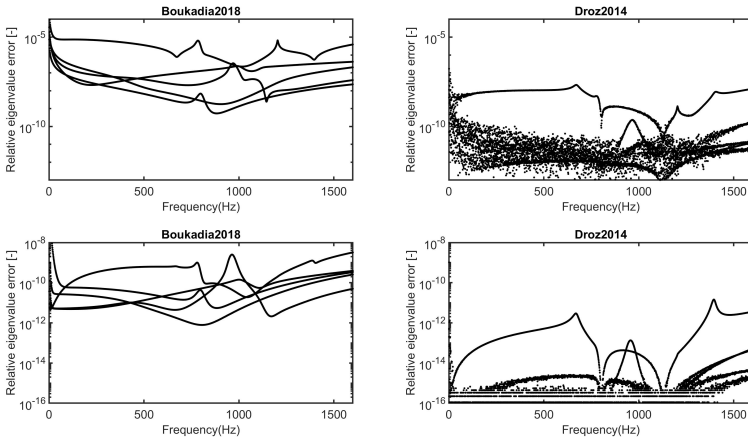 Boukadia2018
Relative eigenvalue error [-]
10^-5
10^-10
0 500 1000 1500
Frequency(Hz)
Droz2014
Relative eigenvalue error [-]
10^-5
10^-10
0 500 1000 1500
Frequency(Hz)
Boukadia2018
Relative eigenvalue error [-]
10^-8
10^-10
10^-12
10^-14
10^-16
0 500 1000 1500
Frequency(Hz)
Droz2014
Relative eigenvalue error [-]
10^-8
10^-10
10^-12
10^-14
10^-16
0 500 1000 1500
Frequency(Hz)